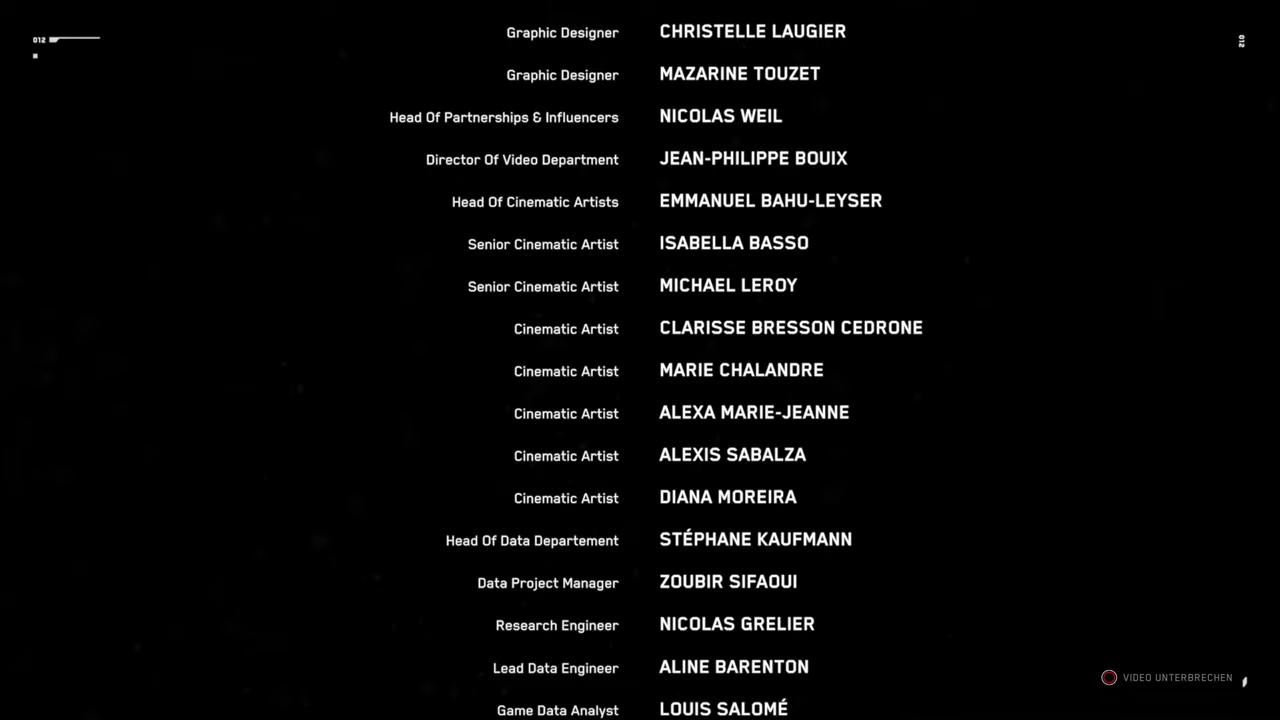 012
012
Graphic Designer CHRISTELLE LAUGIER
Graphic Designer MAZARINE TOUZET
Head Of Partnerships & Influencers NICOLAS WEIL
Director Of Video Department JEAN-PHILIPPE BOUIX
Head Of Cinematic Artists EMMANUEL BAHU-LEYSER
Senior Cinematic Artist ISABELLA BASSO
Senior Cinematic Artist MICHAEL LEROY
Cinematic Artist CLARISSE BRESSON CEDRONE
Cinematic Artist MARIE CHALANDRE
Cinematic Artist ALEXA MARIE-JEANNE
Cinematic Artist ALEXIS SABALZA
Cinematic Artist DIANA MOREIRA
Head Of Data Departement STÉPHANE KAUFMANN
Data Project Manager ZOUBIR SIFAOUI
Research Engineer NICOLAS GRELIER
Lead Data Engineer ALINE BARENTON
Game Data Analyst LOUIS SALOMÉ
VIDEO UNTERBRECHEN